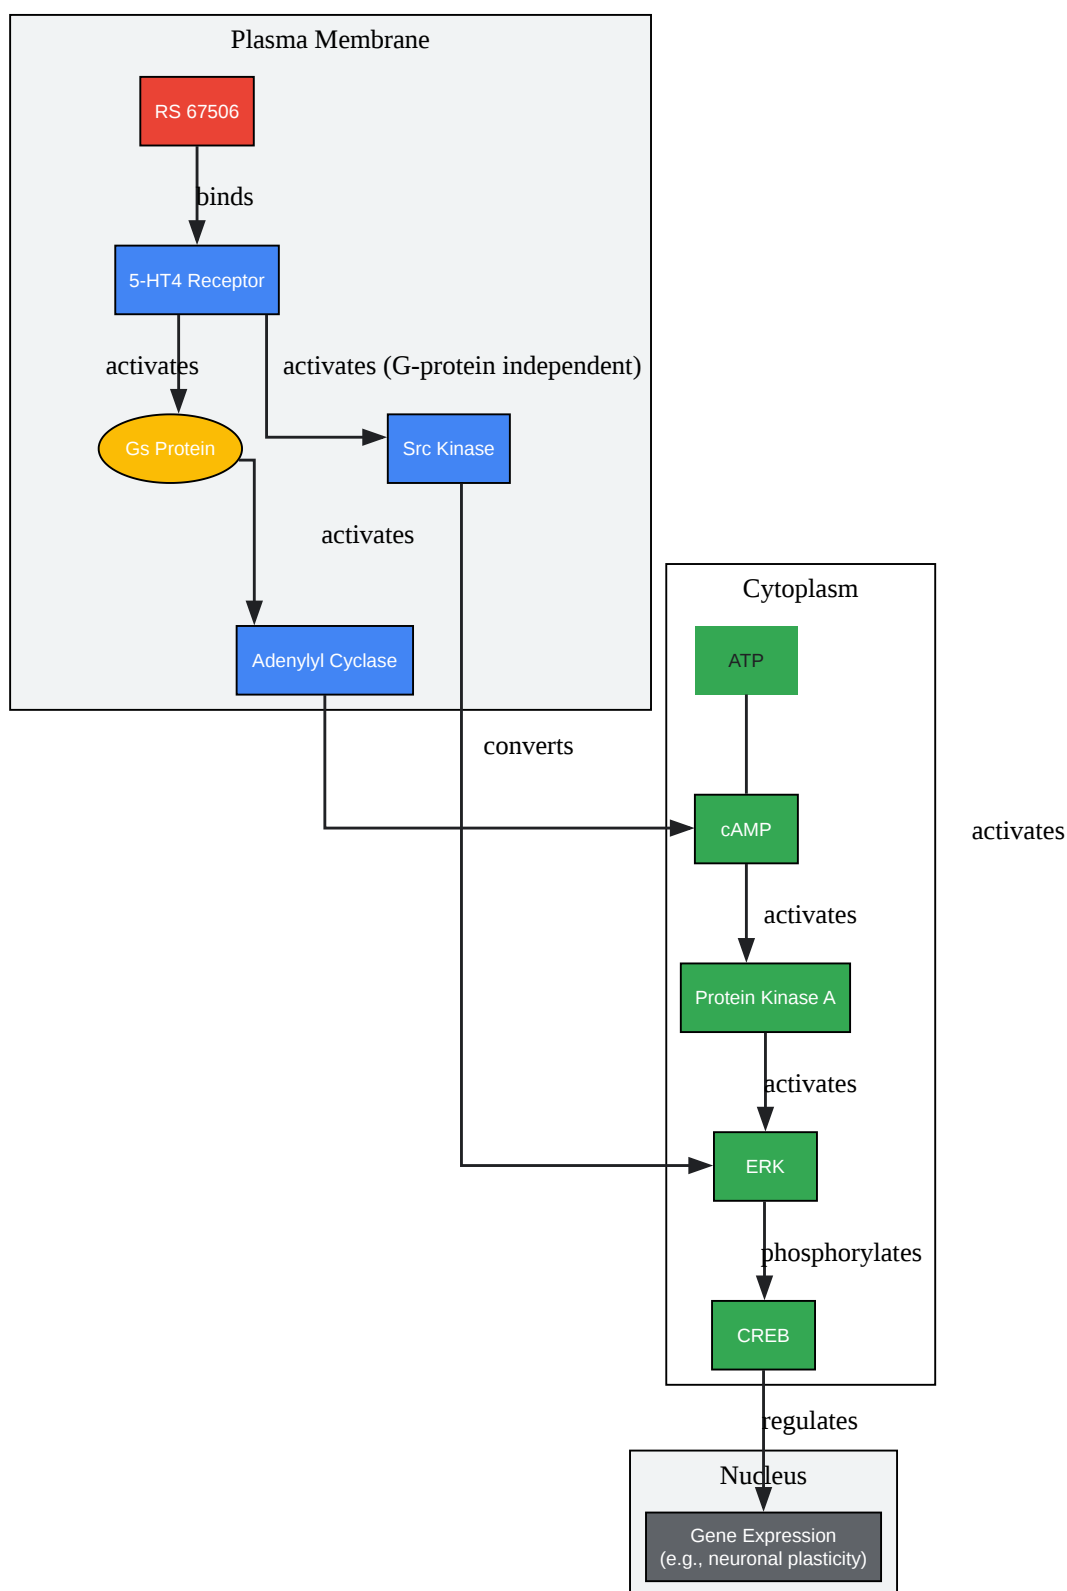 Plasma Membrane
RS 67506
binds
5-HT4 Receptor
activates
activates (G-protein independent)
Gs Protein
Src Kinase
activates
Cytoplasm
Adenylyl Cyclase
ATP
converts
cAMP
activates
activates
Protein Kinase A
activates
ERK
phosphorylates
CREB
regulates
Nucleus
Gene Expression
(e.g., neuronal plasticity)